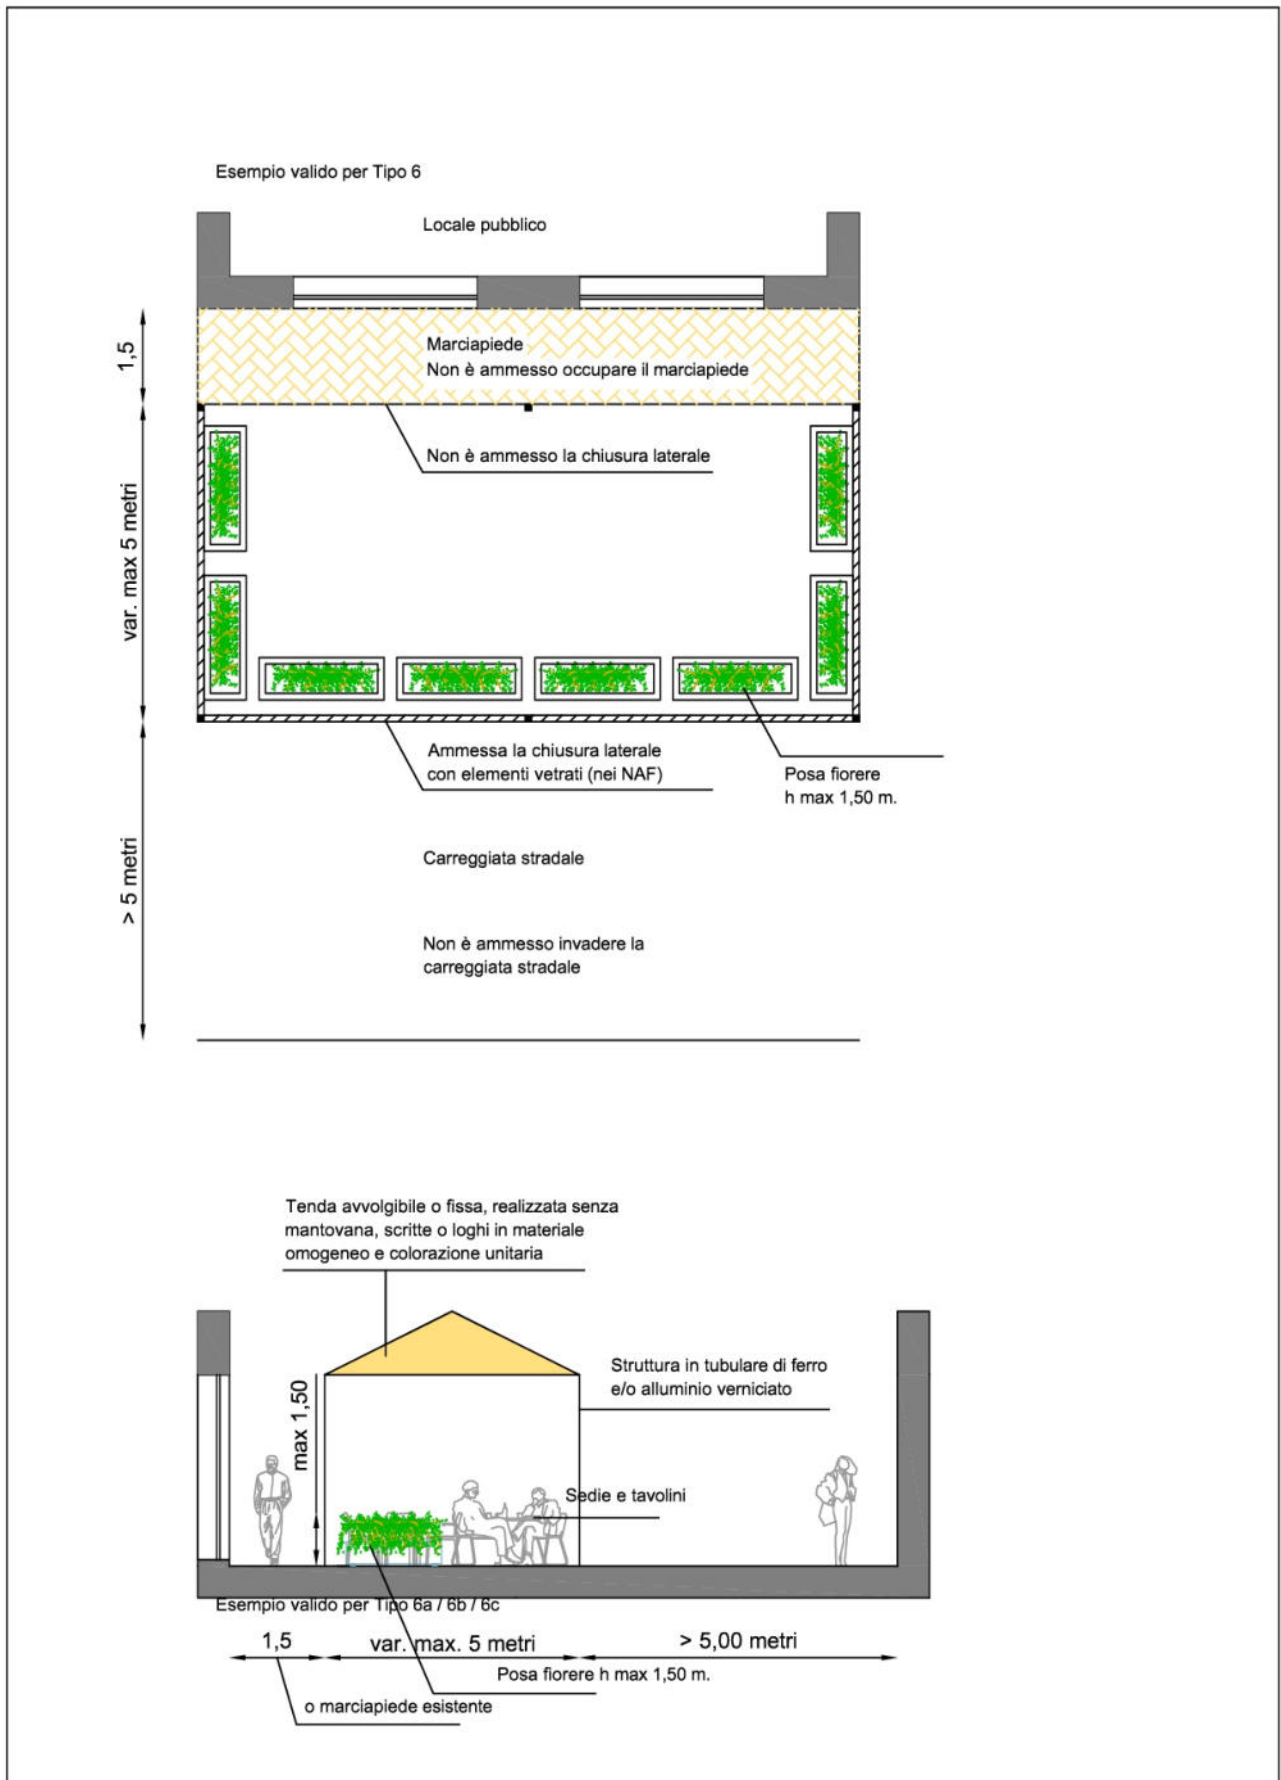 Esempio valido per Tipo 6
Locale pubblico
1,5
Marciapiede
Non è ammesso occupare il marciapiede
var. max 5 metri
Non è ammesso la chiusura laterale
Ammessa la chiusura laterale
con elementi vetrati (nei NAF)
Posa fiorere
h max 1,50 m.
> 5 metri
Carreggiata stradale
Non è ammesso invadere la
carreggiata stradale
Tenda avvolgibile o fissa, realizzata senza
mantovana, scritte o loghi in materiale
omogeneo e colorazione unitaria
Struttura in tubulare di ferro
e/o alluminio verniciato
max 1,50
Sedie e tavolini
Esempio valido per Tipo 6a / 6b / 6c
1,5
var. max. 5 metri
> 5,00 metri
Posa fiorere h max 1,50 m.
o marciapiede esistente